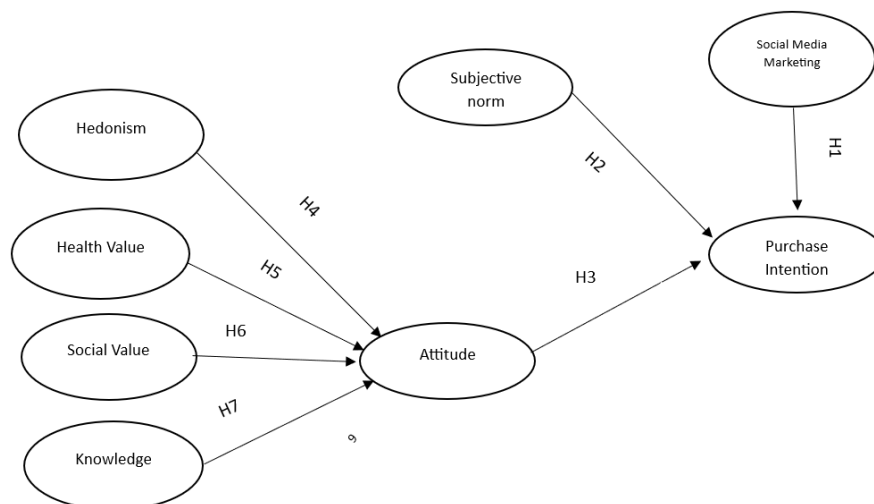 Social Media
Marketing
Subjective
norm
Hedonism
H1
H2
H4
Health Value
Purchase
Intention
H5
H3
H6
Social Value
Attitude
H7
9
Knowledge